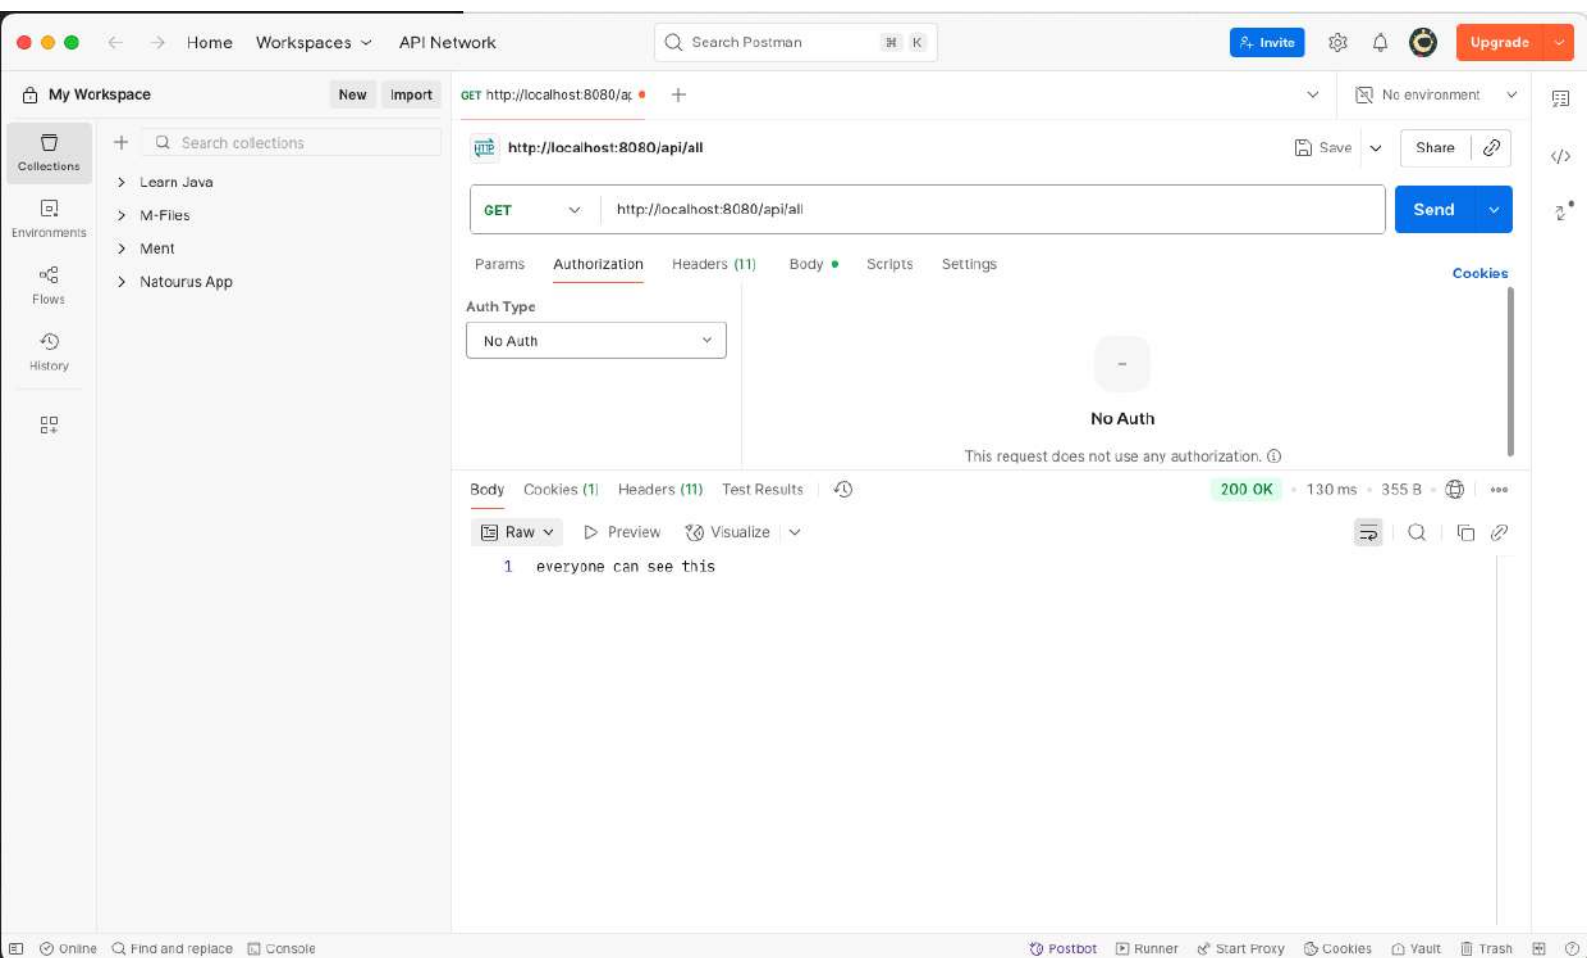 Home Workspaces API Network Search Postman ⌘ K Invite Upgrade
My Workspace New Import GET http://localhost:8080/ap No environment
Search collections
Collections
Learn Java
M-Files
Ment
Natourus App
Environments
Flows
History
HTTP http://localhost:8080/api/all Save Share
GET http://localhost:8080/api/all Send
Params Authorization Headers (11) Body Scripts Settings
Cookies
Auth Type
No Auth
No Auth
This request does not use any authorization.
Body Cookies (1) Headers (11) Test Results 200 OK 130 ms 355 B
Raw Preview Visualize
1 everyone can see this
Online Find and replace Console Postbot Runner Start Proxy Cookies Vault Trash